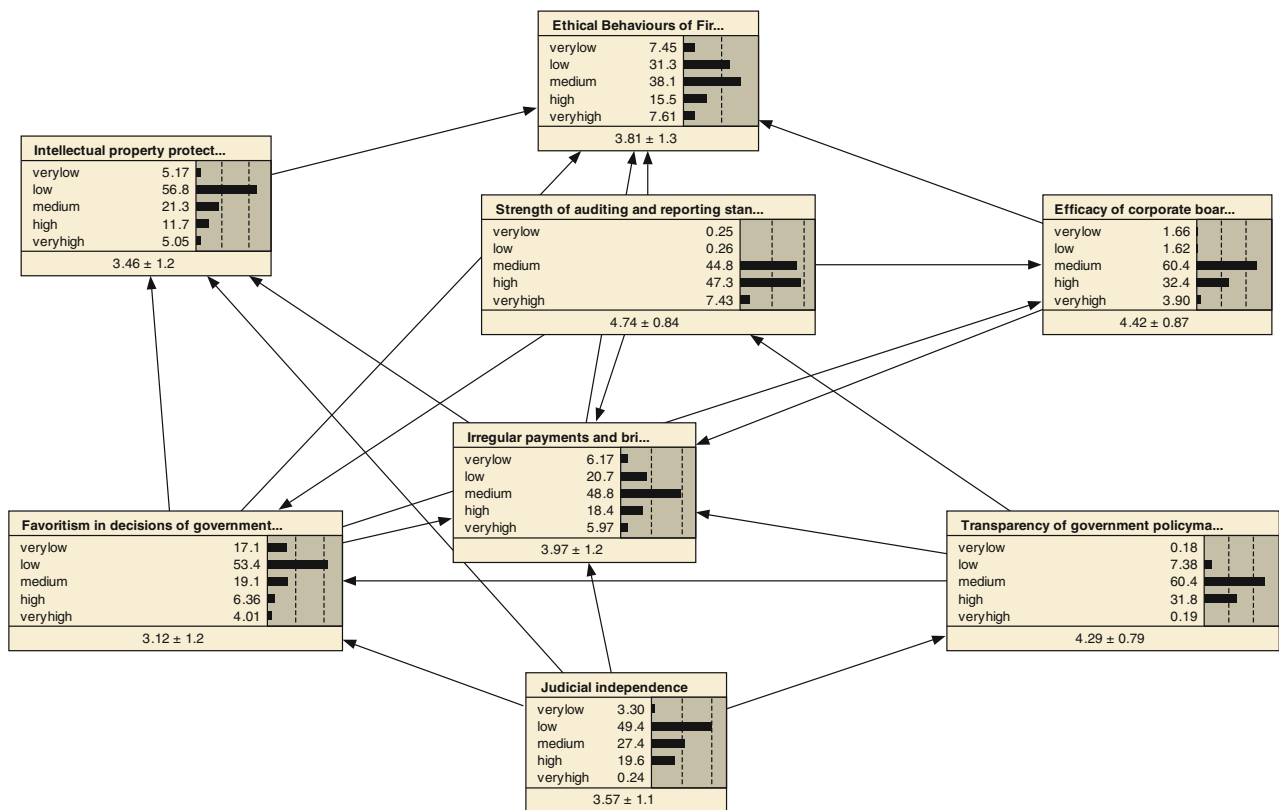 Ethical Behaviours of Fir...
verylow 7.45
low 31.3
medium 38.1
high 15.5
veryhigh 7.61
3.81 ± 1.3
Intellectual property protect...
verylow 5.17
low 56.8
medium 21.3
high 11.7
veryhigh 5.05
3.46 ± 1.2
Strength of auditing and reporting stan...
verylow 0.25
low 0.26
medium 44.8
high 47.3
veryhigh 7.43
4.74 ± 0.84
Efficacy of corporate boar...
verylow 1.66
low 1.62
medium 60.4
high 32.4
veryhigh 3.90
4.42 ± 0.87
Irregular payments and bri...
verylow 6.17
low 20.7
medium 48.8
high 18.4
veryhigh 5.97
3.97 ± 1.2
Favoritism in decisions of government...
verylow 17.1
low 53.4
medium 19.1
high 6.36
veryhigh 4.01
3.12 ± 1.2
Transparency of government policyma...
verylow 0.18
low 7.38
medium 60.4
high 31.8
veryhigh 0.19
4.29 ± 0.79
Judicial independence
verylow 3.30
low 49.4
medium 27.4
high 19.6
veryhigh 0.24
3.57 ± 1.1